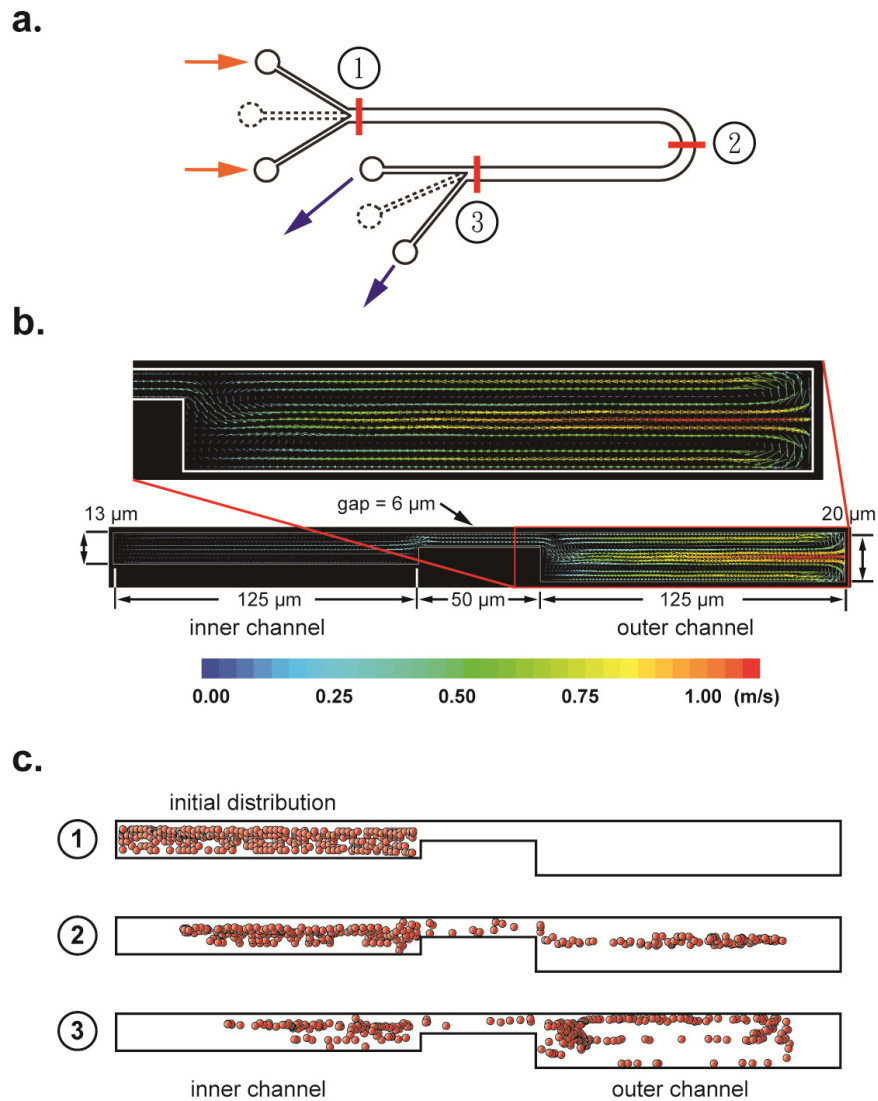 a.
1
2
3
b.
gap = 6 µm
13 µm
20 µm
125 µm
50 µm
125 µm
inner channel
outer channel
0.00 0.25 0.50 0.75 1.00 (m/s)
c.
initial distribution
1
2
3
inner channel
outer channel